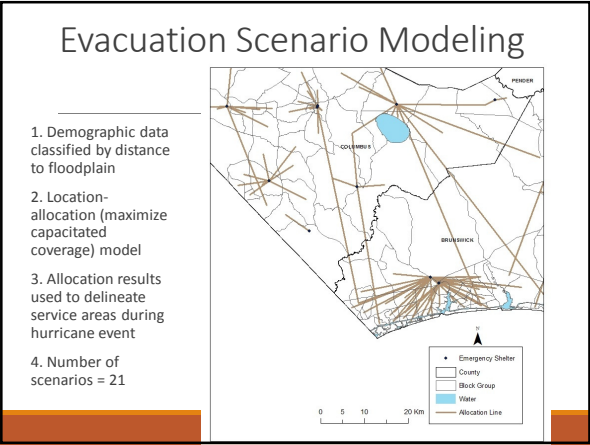 Evacuation Scenario Modeling
1. Demographic data
classified by distance
to floodplain
2. Location-
allocation (maximize
capacitated
coverage) model
3. Allocation results
used to delineate
service areas during
hurricane event
4. Number of
scenarios = 21
PENDER
COLUMBUS
BRUNSWICK
N
Emergency Shelter
County
Block Group
Water
Allocation Line
0 5 10 20 Km